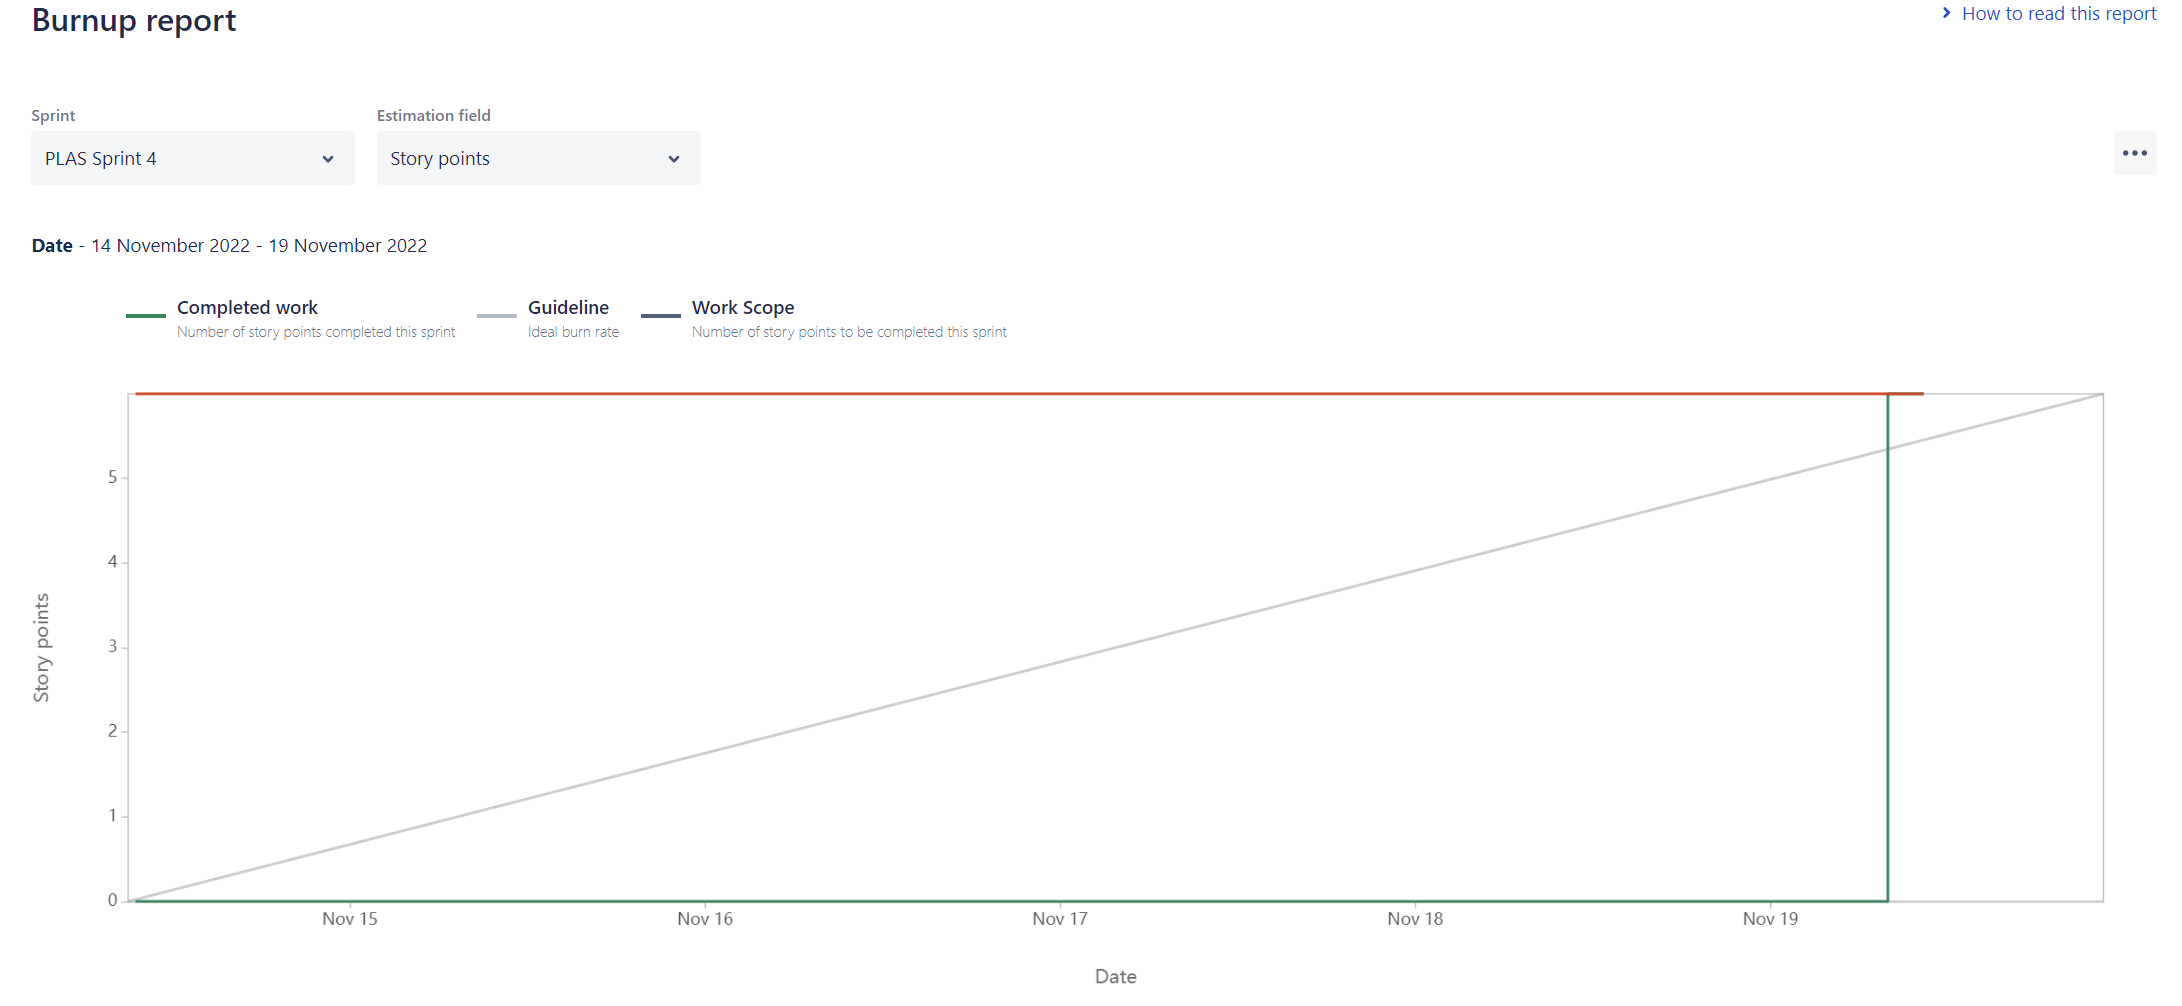 Burnup report
How to read this report
Sprint
Estimation field
PLAS Sprint 4
Story points
Date - 14 November 2022 - 19 November 2022
Completed work
Number of story points completed this sprint
Guideline
Ideal burn rate
Work Scope
Number of story points to be completed this sprint
5
4
3
2
1
0
Story points
Nov 15
Nov 16
Nov 17
Nov 18
Nov 19
Date